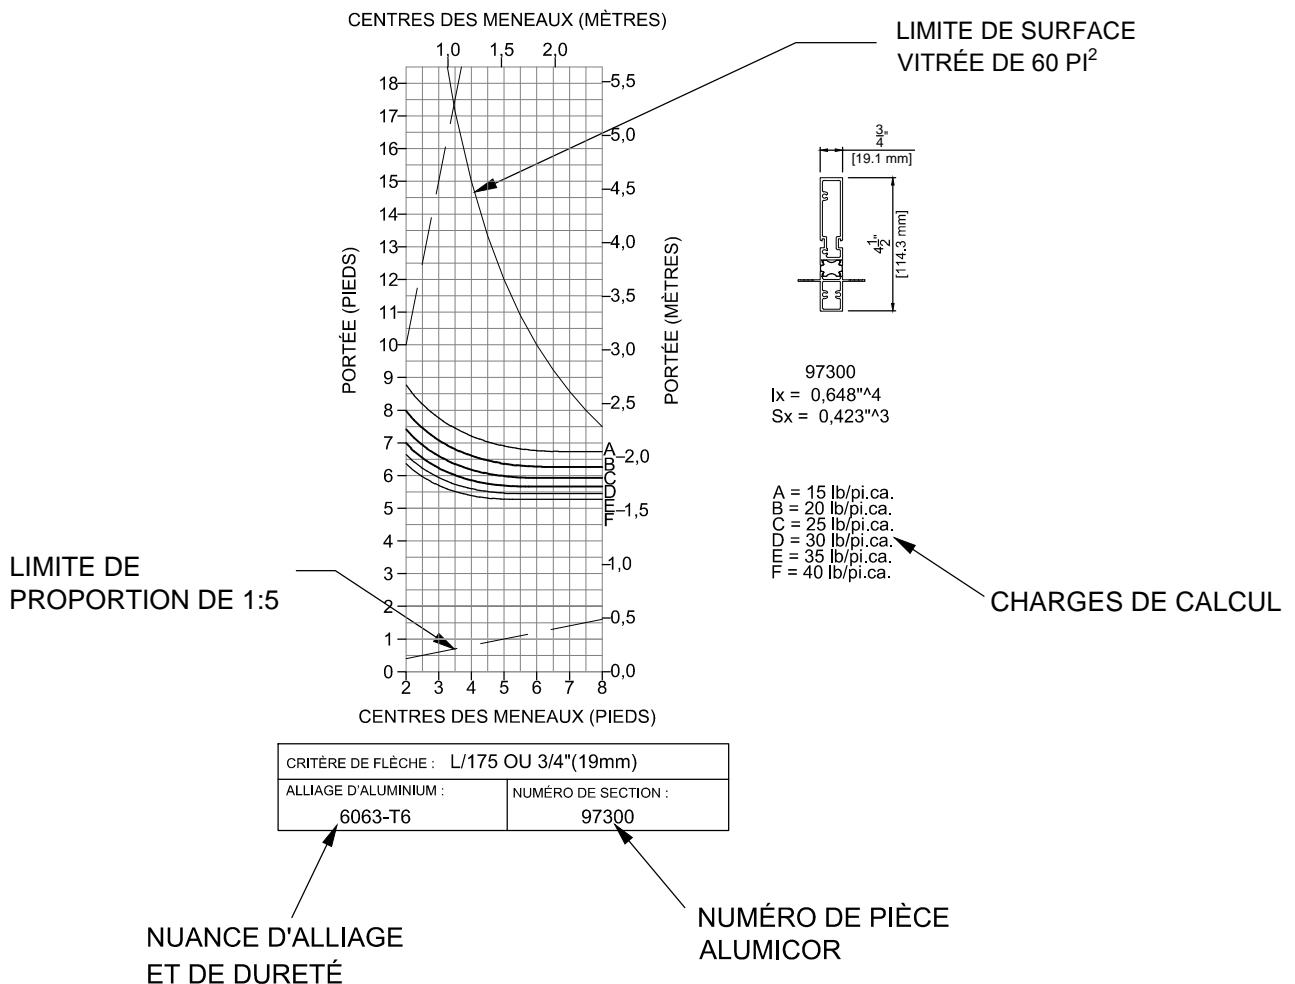 CENTRES DES MENEAUX (MÈTRES)
1,0 1,5 2,0
LIMITE DE SURFACE
VITRÉE DE 60 PI²
18
17
16
15
14
13
12
11
10
9
8
7
6
5
4
3
2
1
0
PORTÉE (PIEDS)
5,5
5,0
4,5
4,0
3,5
3,0
2,5
2,0
1,5
1,0
0,5
0,0
PORTÉE (MÈTRES)
A
B
C
D
E
F
2 3 4 5 6 7 8
CENTRES DES MENEAUX (PIEDS)
3/4"
[19.1 mm]
4 1/2"
[114.3 mm]
97300
Ix = 0,648"^4
Sx = 0,423"^3
A = 15 lb/pi.ca.
B = 20 lb/pi.ca.
C = 25 lb/pi.ca.
D = 30 lb/pi.ca.
E = 35 lb/pi.ca.
F = 40 lb/pi.ca.
CHARGES DE CALCUL
LIMITE DE
PROPORTION DE 1:5
CRITÈRE DE FLÈCHE : L/175 OU 3/4"(19mm)
ALLIAGE D'ALUMINIUM :
6063-T6
NUMÉRO DE SECTION :
97300
NUANCE D'ALLIAGE
ET DE DURETÉ
NUMÉRO DE PIÈCE
ALUMICOR